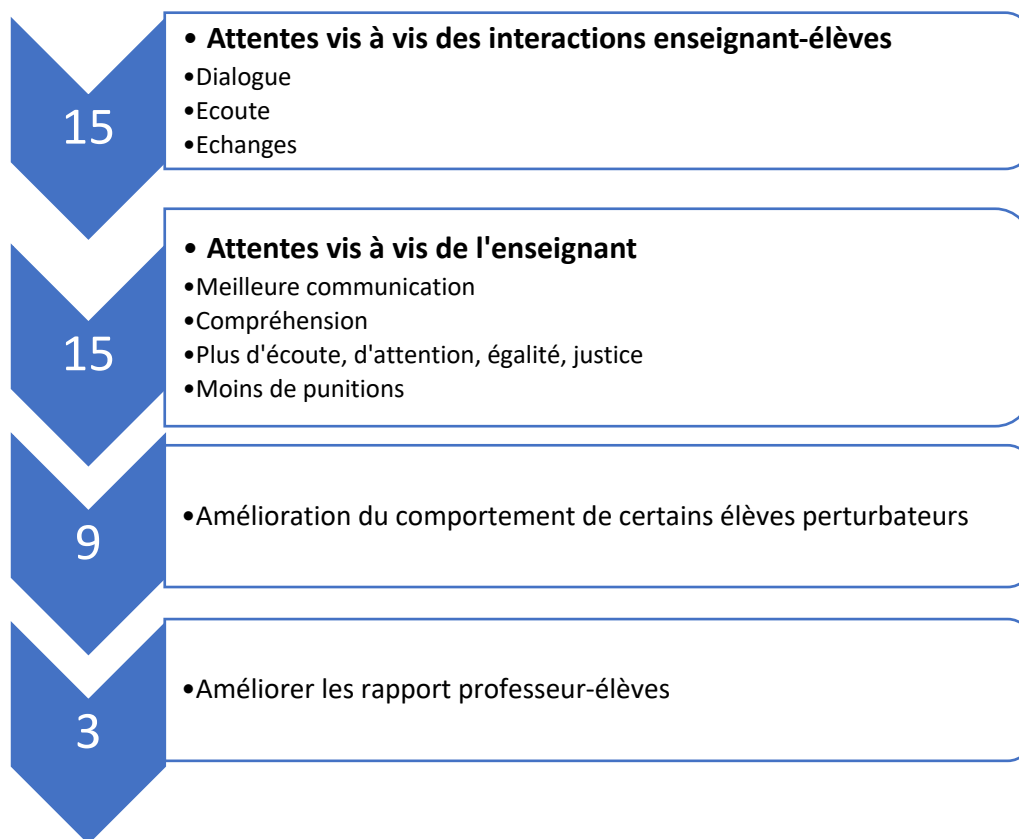 15
• Attentes vis à vis des interactions enseignant-élèves
•Dialogue
•Ecoute
•Echanges
15
• Attentes vis à vis de l'enseignant
•Meilleure communication
•Compréhension
•Plus d'écoute, d'attention, égalité, justice
•Moins de punitions
9
•Amélioration du comportement de certains élèves perturbateurs
3
•Améliorer les rapport professeur-élèves